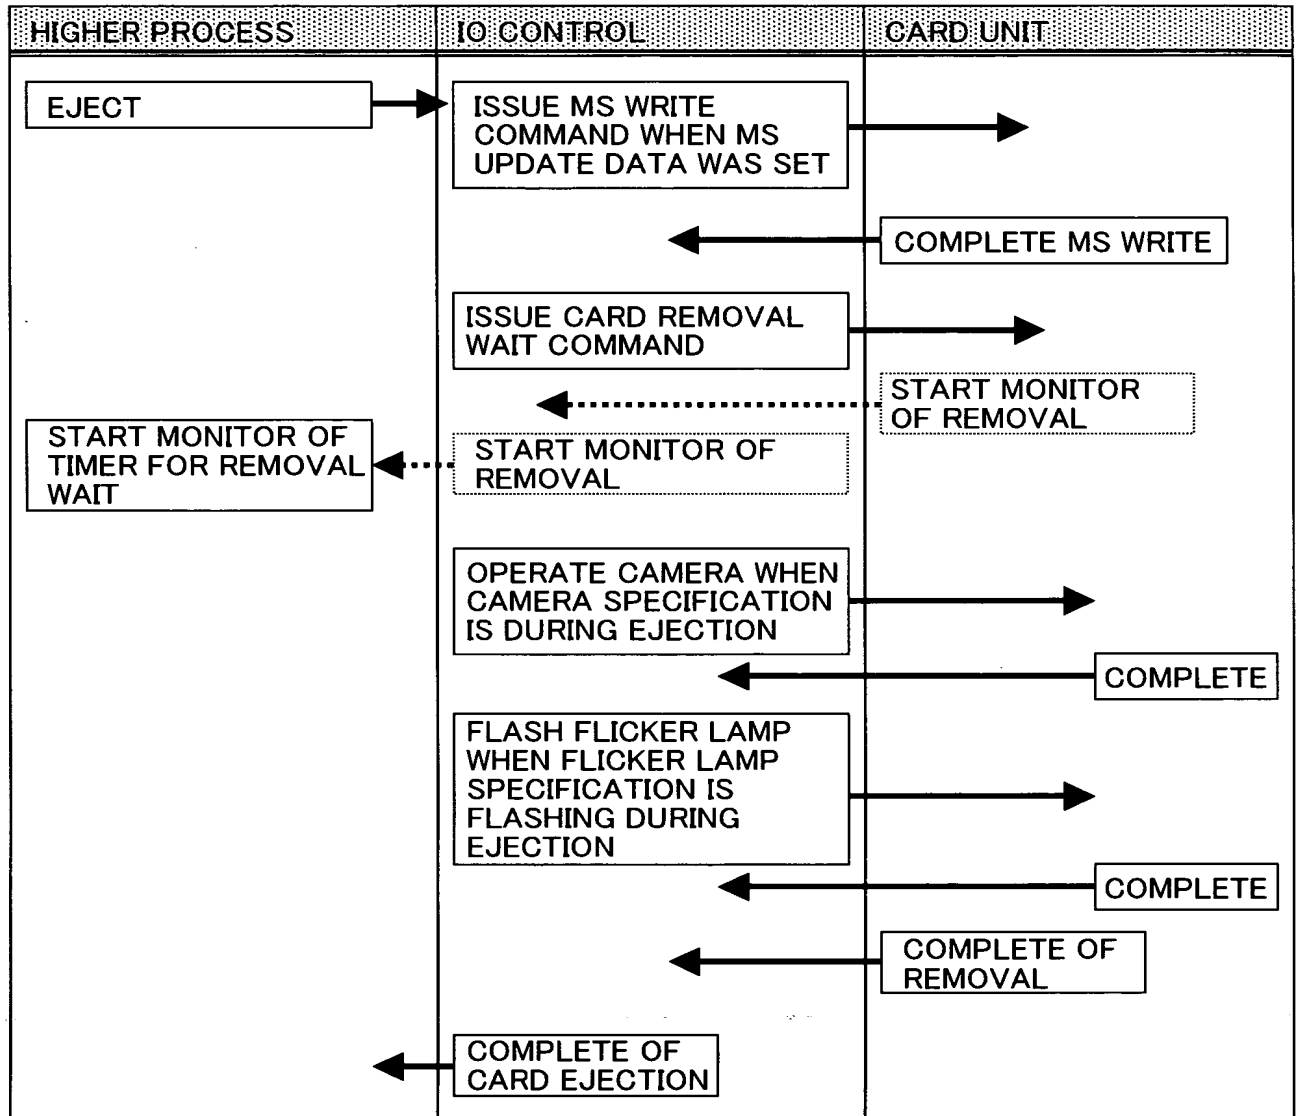 HIGHER PROCESS
IO CONTROL
CARD UNIT
EJECT
ISSUE MS WRITE
COMMAND WHEN MS
UPDATE DATA WAS SET
COMPLETE MS WRITE
ISSUE CARD REMOVAL
WAIT COMMAND
START MONITOR
OF REMOVAL
START MONITOR OF
REMOVAL
START MONITOR OF
TIMER FOR REMOVAL
WAIT
OPERATE CAMERA WHEN
CAMERA SPECIFICATION
IS DURING EJECTION
COMPLETE
FLASH FLICKER LAMP
WHEN FLICKER LAMP
SPECIFICATION IS
FLASHING DURING
EJECTION
COMPLETE
COMPLETE OF
REMOVAL
COMPLETE OF
CARD EJECTION